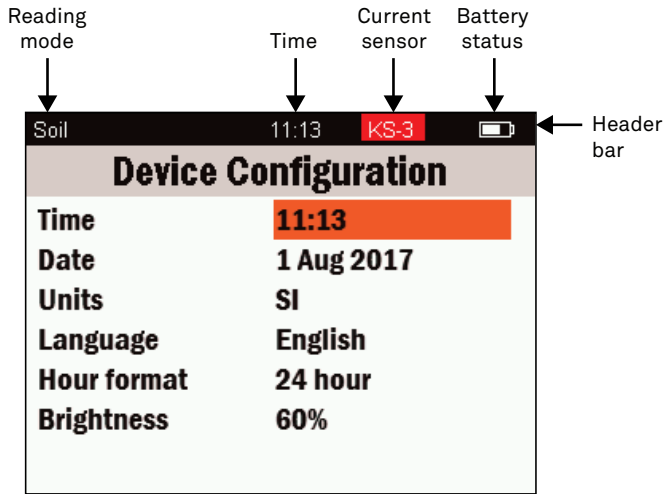 Reading
mode
Time
Current
sensor
Battery
status
Header
bar
Soil 11:13 KS-3
Device Configuration
Time 11:13
Date 1 Aug 2017
Units SI
Language English
Hour format 24 hour
Brightness 60%